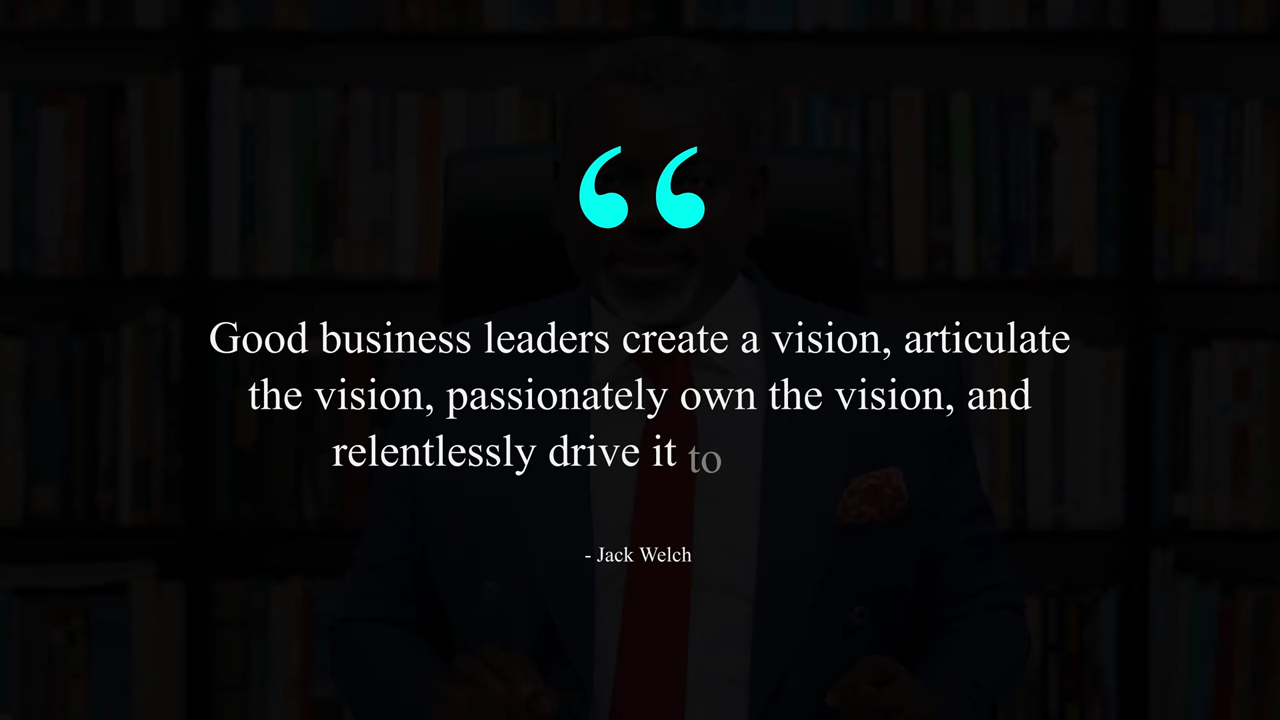 “
Good business leaders create a vision, articulate
the vision, passionately own the vision, and
relentlessly drive it to
- Jack Welch